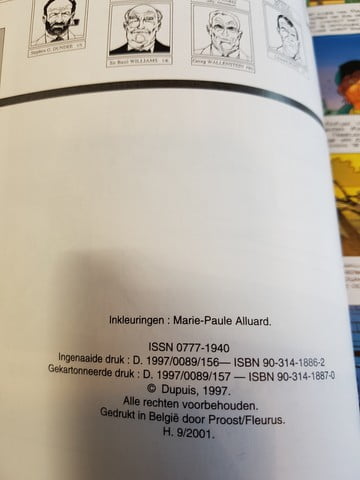 Stephen G. DUNDEE
Sir Basil WILLIAMS
Georg WALLENSTEIN
Inkleuringen : Marie-Paule Alluard.
ISSN 0777-1940
Ingenaaide druk : D. 1997/0089/156— ISBN 90-314-1886-2
Gekartonneerde druk : D. 1997/0089/157 — ISBN 90-314-1887-0
© Dupuis, 1997.
Alle rechten voorbehouden.
Gedrukt in België door Proost/Fleurus.
H. 9/2001.